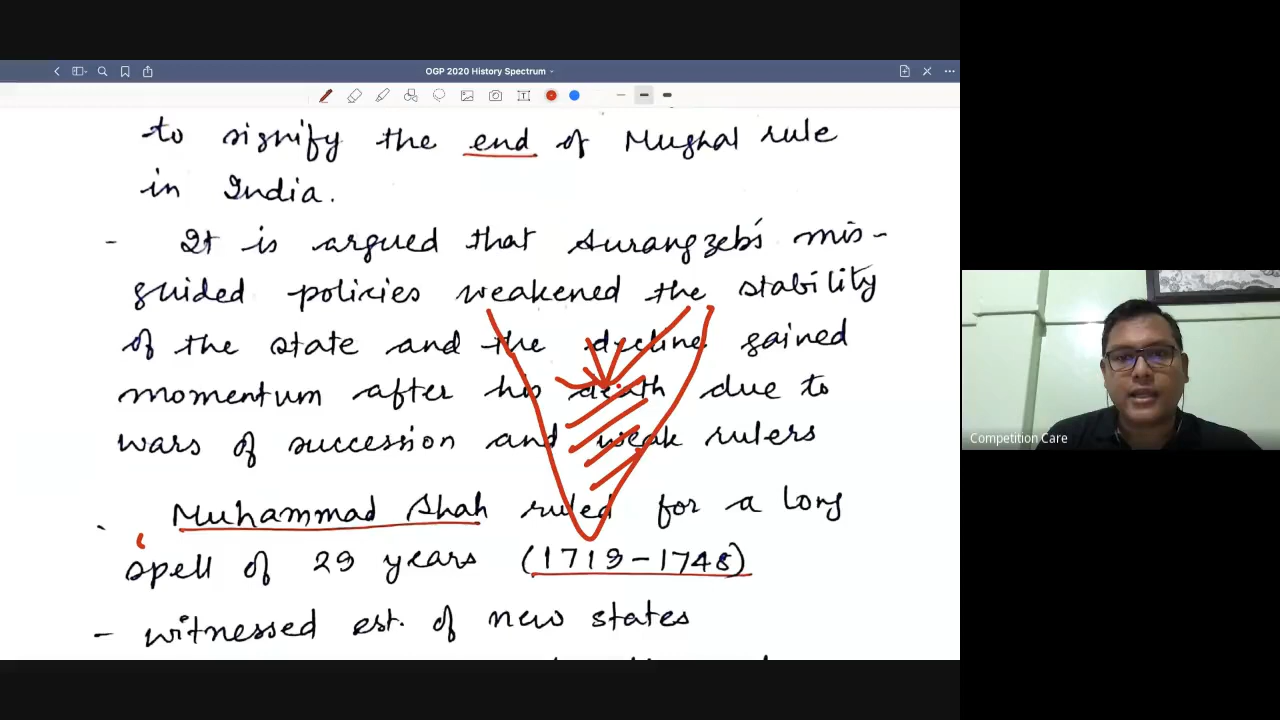 OGP 2020 History Spectrum
to signify the end of Mughal rule
in India.
- It is argued that Aurangzeb's mis-
guided policies weakened the stability
of the state and the decline gained
momentum after his death due to
wars of succession and weak rulers
- Muhammad Shah ruled for a long
spell of 29 years (1719-1748)
- witnessed est. of new states
Competition Care